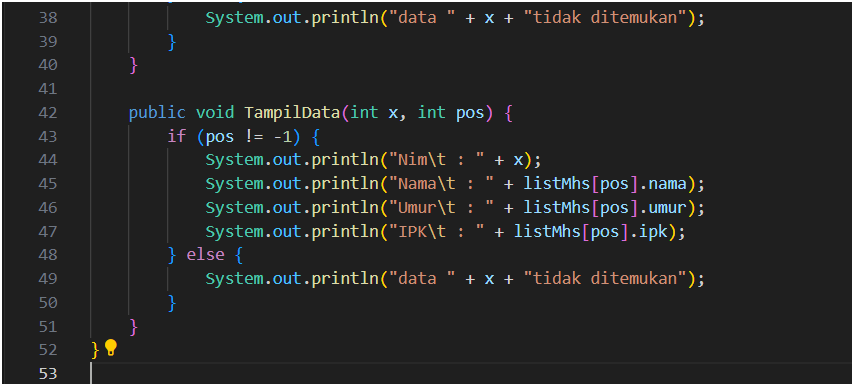 38 System.out.println("data " + x + "tidak ditemukan");
39 }
40 }
41
42 public void TampilData(int x, int pos) {
43 if (pos != -1) {
44 System.out.println("Nim\t : " + x);
45 System.out.println("Nama\t : " + listMhs[pos].nama);
46 System.out.println("Umur\t : " + listMhs[pos].umur);
47 System.out.println("IPK\t : " + listMhs[pos].ipk);
48 } else {
49 System.out.println("data " + x + "tidak ditemukan");
50 }
51 }
52 }
53